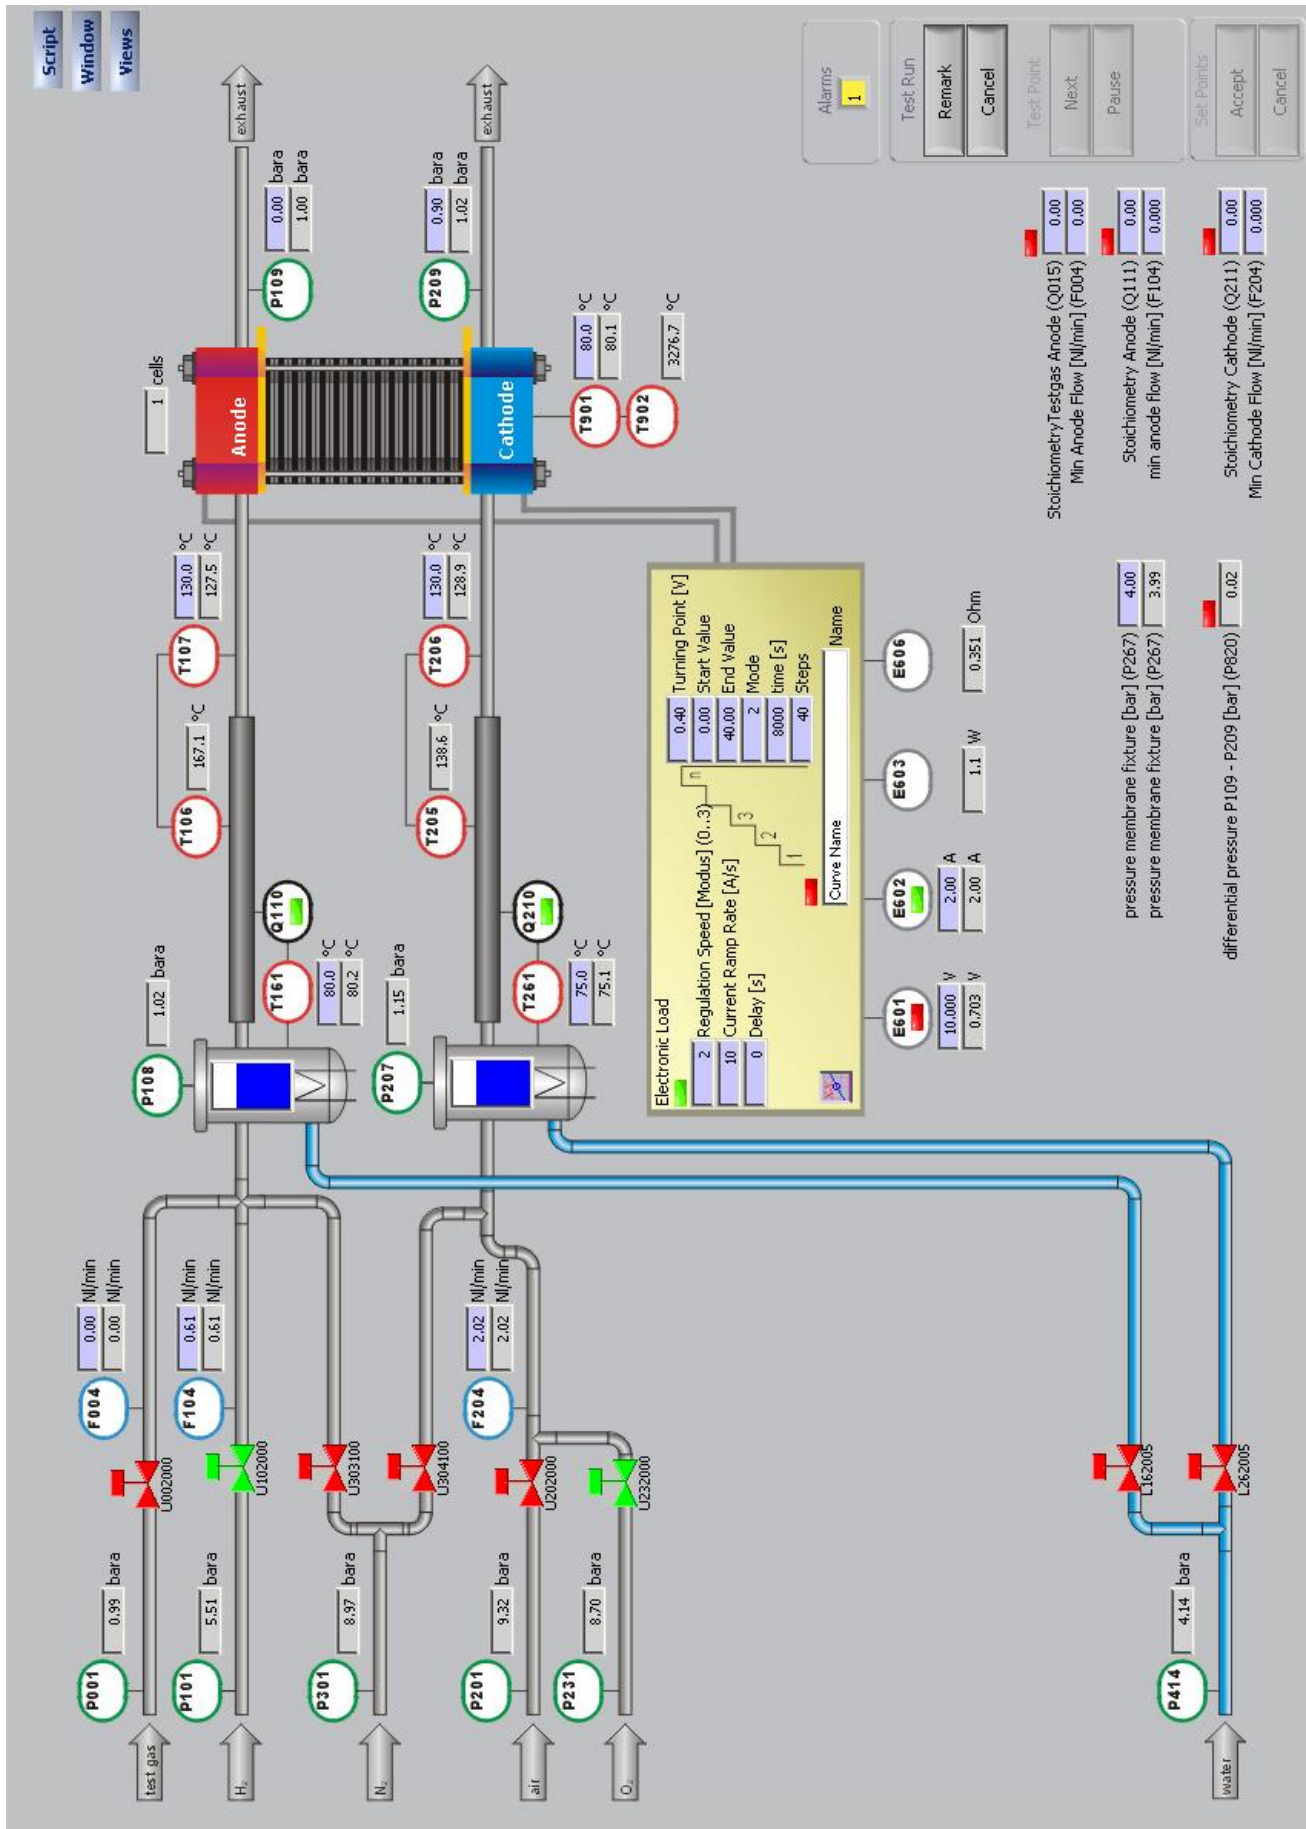 Script
Window
Views
test gas
P001
0.99 bara
U002000
F004
0.00 Nl/min
0.00 Nl/min
H₂
P101
5.51 bara
U102000
F104
0.61 Nl/min
0.61 Nl/min
N₂
P301
8.97 bara
U303100
U304100
air
P201
9.32 bara
U202000
F204
2.02 Nl/min
2.02 Nl/min
O₂
P231
8.70 bara
U232000
water
P414
4.14 bara
L162005
L262005
P108
1.02 bara
T161
Q110
80.0 °C
80.2 °C
P207
1.15 bara
T261
Q210
75.0 °C
75.1 °C
T106
167.1 °C
T107
130.0 °C
127.5 °C
T205
138.6 °C
T206
130.0 °C
128.9 °C
1 cells
Anode
Cathode
T901
80.0 °C
80.1 °C
T902
3276.7 °C
P109
0.00 bara
1.00 bara
exhaust
P209
0.90 bara
1.02 bara
exhaust
Electronic Load
2 Regulation Speed [Modus] (0..3)
10 Current Ramp Rate [A/s]
0 Delay [s]
1
2
3
n
0.40 Turning Point [V]
0.00 Start Value
40.00 End Value
2 Mode
8000 time [s]
40 Steps
Curve Name Name
E601
10.000 V
0.703 V
E602
2.00 A
2.00 A
E603
1.1 W
E606
0.351 Ohm
pressure membrane fixture [bar] (P267) 4.00
pressure membrane fixture [bar] (P267) 3.99
differential pressure P109 - P209 [bar] (P820) 0.02
StoichiometryTestgas Anode (Q015) 0.00
Min Anode Flow [Nl/min] (F004) 0.00
Stoichiometry Anode (Q111) 0.00
min anode flow [Nl/min] (F104) 0.000
Stoichiometry Cathode (Q211) 0.00
Min Cathode Flow [Nl/min] (F204) 0.000
Alarms
1
Test Run
Remark
Cancel
Test Point
Next
Pause
Set Points
Accept
Cancel